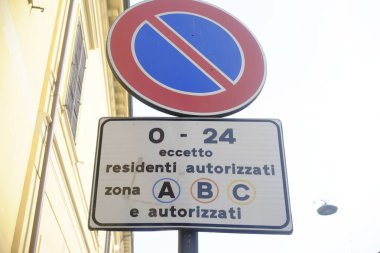 0 - 24
eccetto
residenti autorizzati
zona A B C
e autorizzati